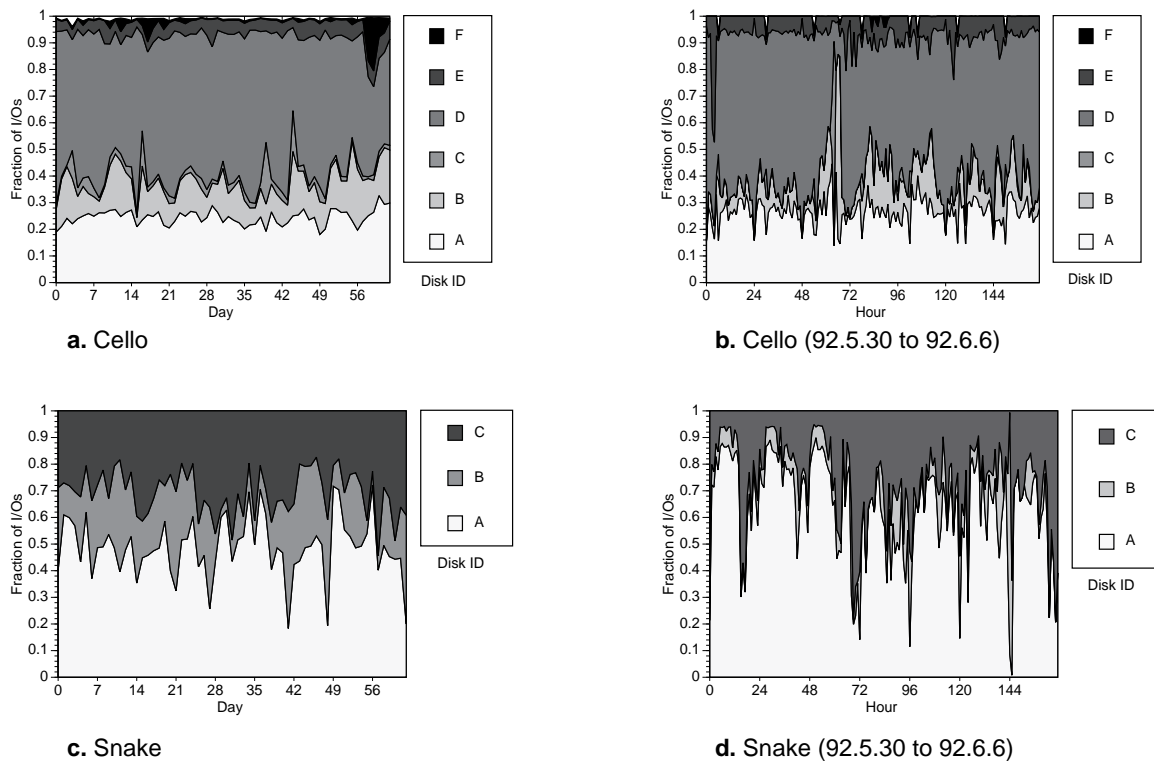 1
0.9
0.8
0.7
0.6
0.5
0.4
0.3
0.2
0.1
0
Fraction of I/Os
0 7 14 21 28 35 42 49 56
Day
F
E
D
C
B
A
Disk ID
a. Cello
1
0.9
0.8
0.7
0.6
0.5
0.4
0.3
0.2
0.1
0
Fraction of I/Os
0 24 48 72 96 120 144
Hour
F
E
D
C
B
A
Disk ID
b. Cello (92.5.30 to 92.6.6)
1
0.9
0.8
0.7
0.6
0.5
0.4
0.3
0.2
0.1
0
Fraction of I/Os
0 7 14 21 28 35 42 49 56
Day
C
B
A
Disk ID
c. Snake
1
0.9
0.8
0.7
0.6
0.5
0.4
0.3
0.2
0.1
0
Fraction of I/Os
0 24 48 72 96 120 144
Hour
C
B
A
Disk ID
d. Snake (92.5.30 to 92.6.6)